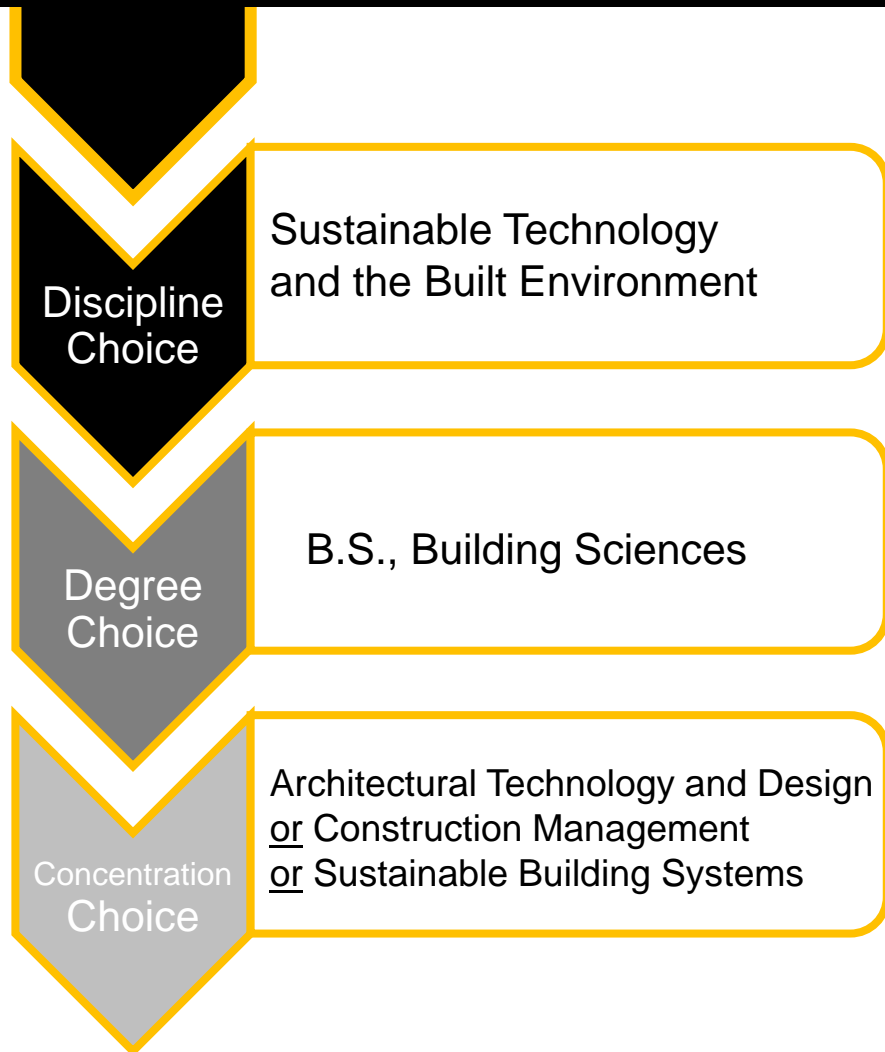 Discipline
Choice
Sustainable Technology
and the Built Environment
Degree
Choice
B.S., Building Sciences
Concentration
Choice
Architectural Technology and Design
or Construction Management
or Sustainable Building Systems